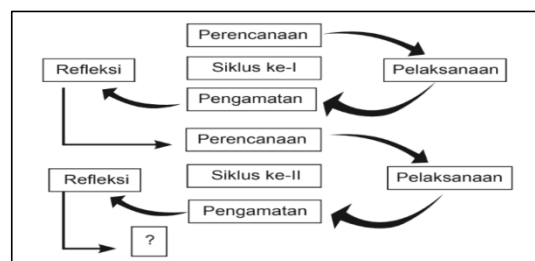 Perencanaan
Refleksi
Siklus ke-I
Pelaksanaan
Pengamatan
Perencanaan
Refleksi
Siklus ke-II
Pelaksanaan
Pengamatan
?